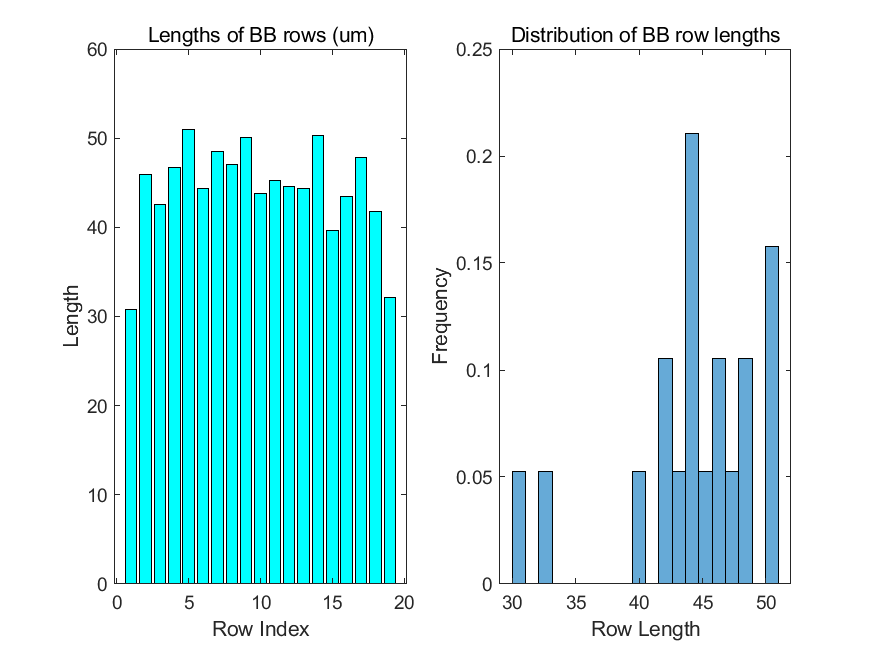 Lengths of BB rows (um)
60
50
40
30
20
10
0
Length
0 5 10 15 20
Row Index
Distribution of BB row lengths
0.25
0.2
0.15
0.1
0.05
0
Frequency
30 35 40 45 50
Row Length